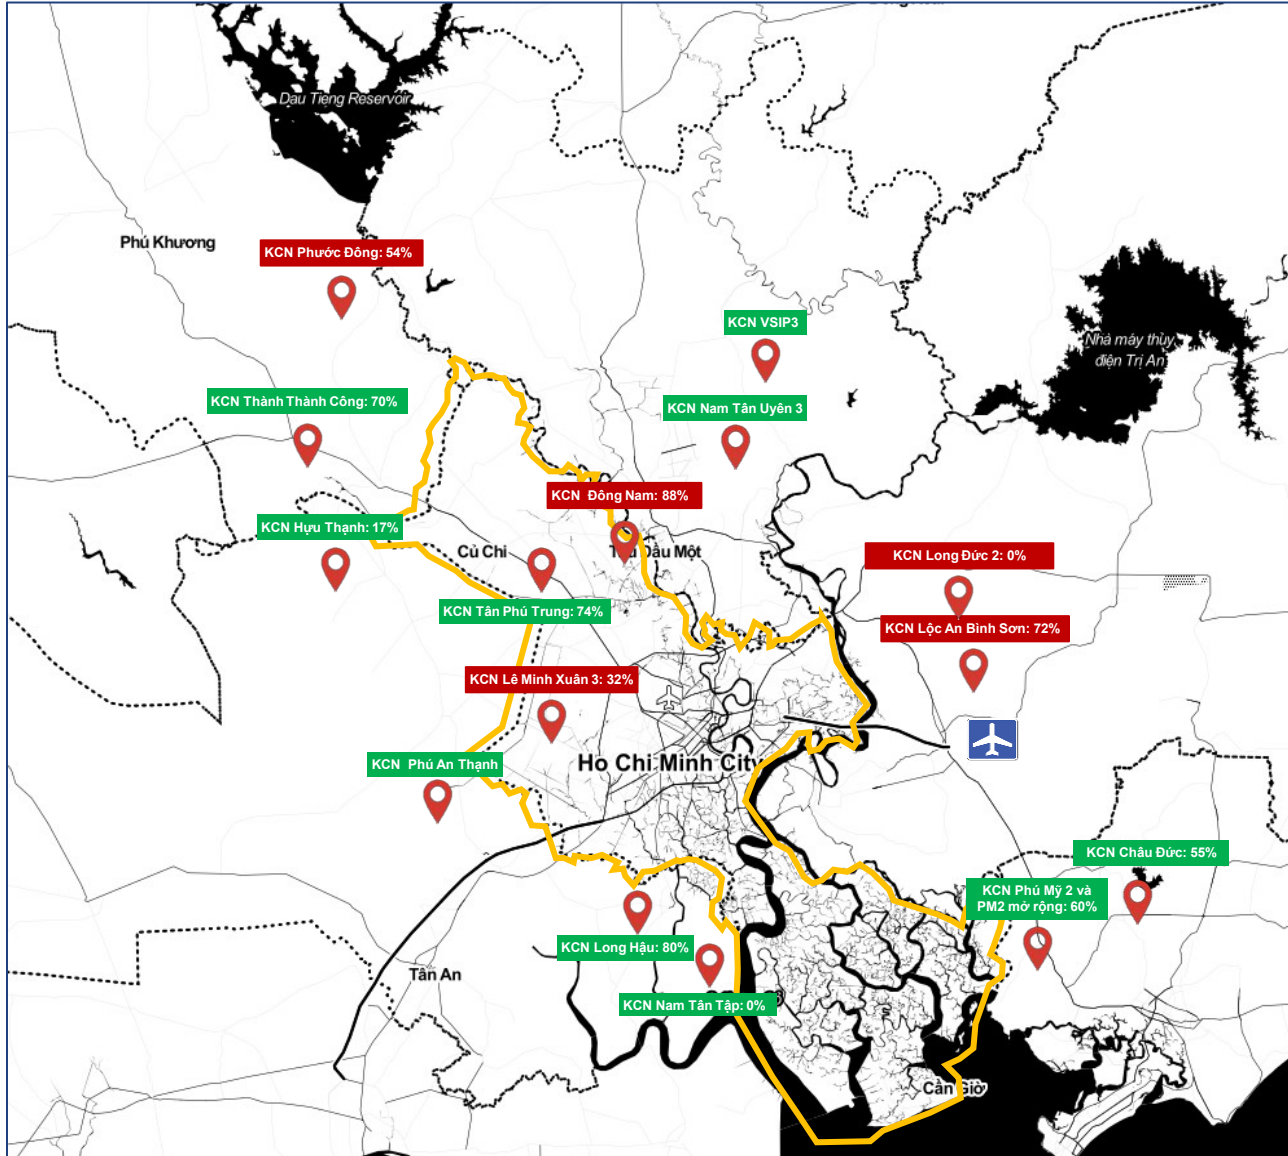 Dau Tieng Reservoir
Phú Khương
KCN Phước Đông: 54%
KCN VSIP3
Nhà máy thủy
điện Trị An
KCN Thành Thành Công: 70%
KCN Nam Tân Uyên 3
KCN Đông Nam: 88%
KCN Hựu Thạnh: 17%
Củ Chi
Dầu Một
KCN Long Đức 2: 0%
KCN Tân Phú Trung: 74%
KCN Lộc An Bình Sơn: 72%
KCN Lê Minh Xuân 3: 32%
Ho Chi Minh City
KCN Phú An Thạnh
KCN Châu Đức: 55%
KCN Phú Mỹ 2 và
PM2 mở rộng: 60%
KCN Long Hậu: 80%
Tân An
KCN Nam Tân Tập: 0%
Cần Giờ